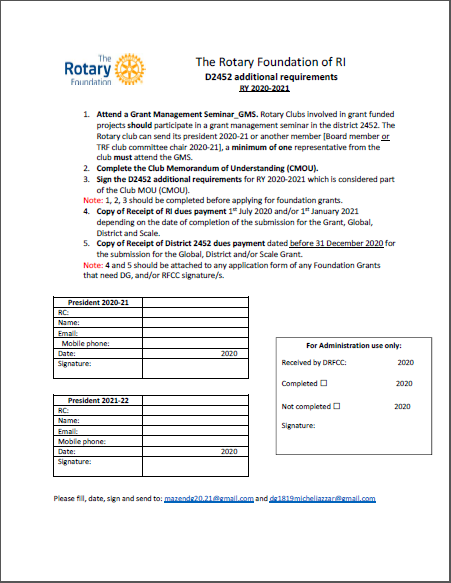 The
Rotary
Foundation
The Rotary Foundation of RI
D2452 additional requirements
RY 2020-2021
1. Attend a Grant Management Seminar_GMS. Rotary Clubs involved in grant funded
projects should participate in a grant management seminar in the district 2452. The
Rotary club can send its president 2020-21 or another member [Board member or
TRF club committee chair 2020-21], a minimum of one representative from the
club must attend the GMS.
2. Complete the Club Memorandum of Understanding (CMOU).
3. Sign the D2452 additional requirements for RY 2020-2021 which is considered part
of the Club MOU (CMOU).
Note: 1, 2, 3 should be completed before applying for foundation grants.
4. Copy of Receipt of RI dues payment 1st July 2020 and/or 1st January 2021
depending on the date of completion of the submission for the Grant, Global,
District and Scale.
5. Copy of Receipt of District 2452 dues payment dated before 31 December 2020 for
the submission for the Global, District and/or Scale Grant.
Note: 4 and 5 should be attached to any application form of any Foundation Grants
that need DG, and/or RFCC signature/s.
President 2020-21
RC:
Name:
Email:
Mobile phone:
Date: 2020
Signature:
For Administration use only:
Received by DRFCC: 2020
Completed ☐ 2020
Not completed ☐ 2020
Signature:
President 2021-22
RC:
Name:
Email:
Mobile phone:
Date: 2020
Signature:
Please fill, date, sign and send to: mazendg20.21@gmail.com and dg1819micheljazzar@gmail.com